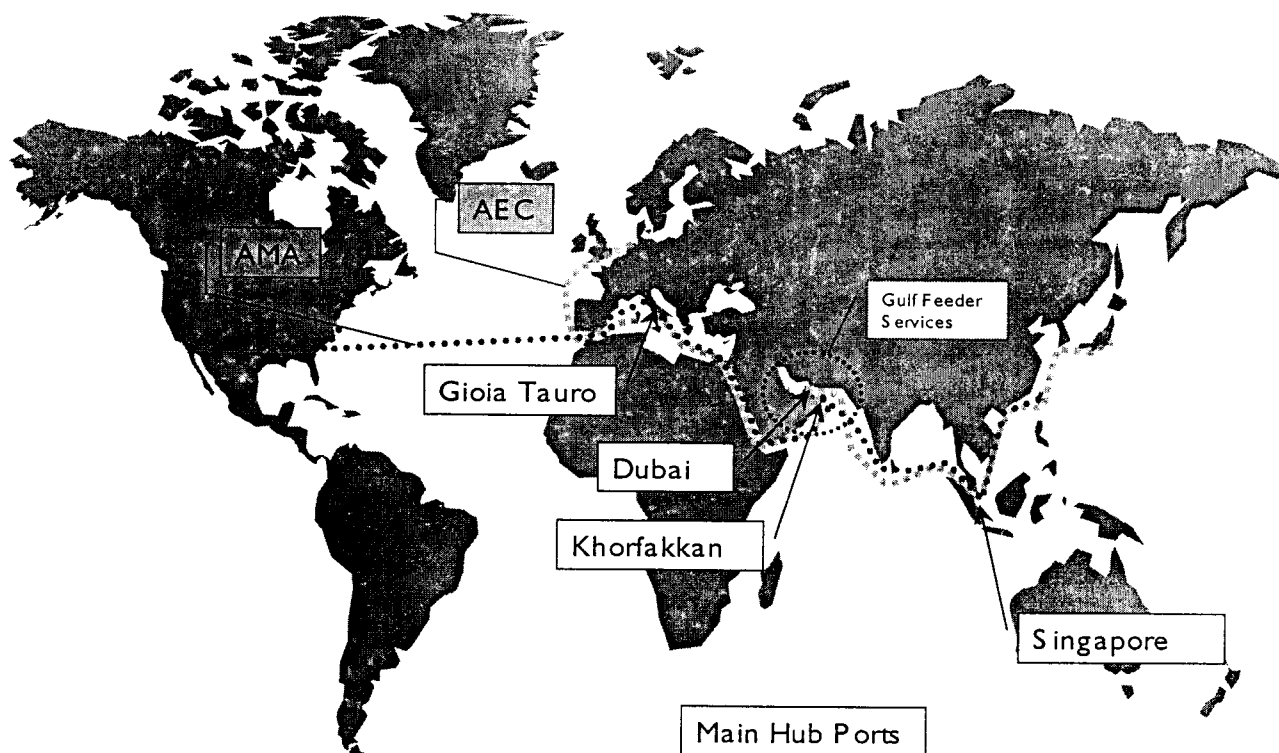 AEC
AMA
Gulf Feeder
Services
Gioia Tauro
Dubai
Khorfakkan
Singapore
Main Hub Ports